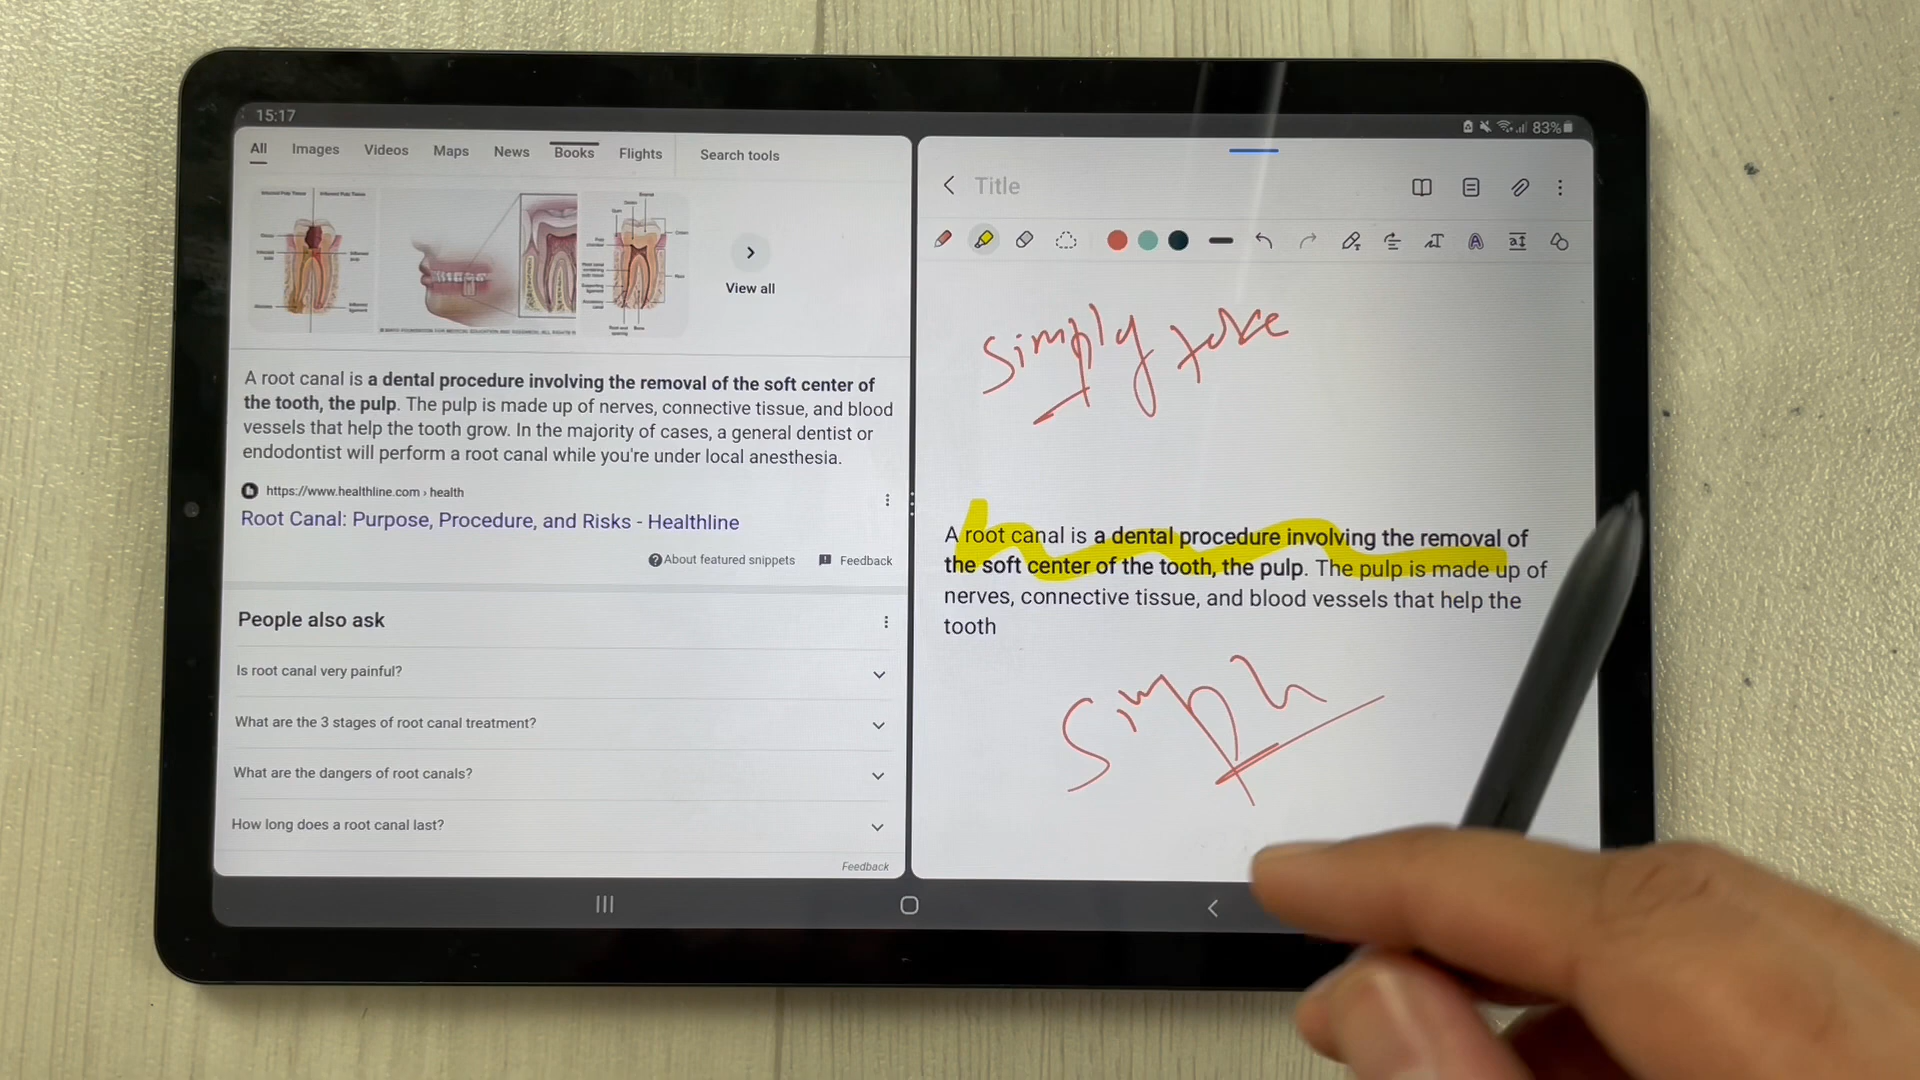 15:17
83%
All Images Videos Maps News Books Flights Search tools
View all
A root canal is a dental procedure involving the removal of the soft center of
the tooth, the pulp. The pulp is made up of nerves, connective tissue, and blood
vessels that help the tooth grow. In the majority of cases, a general dentist or
endodontist will perform a root canal while you're under local anesthesia.
https://www.healthline.com › health
Root Canal: Purpose, Procedure, and Risks - Healthline
About featured snippets Feedback
People also ask
Is root canal very painful?
What are the 3 stages of root canal treatment?
What are the dangers of root canals?
How long does a root canal last?
Feedback
Title
Simply
A root canal is a dental procedure involving the removal of
the soft center of the tooth, the pulp. The pulp is made up of
nerves, connective tissue, and blood vessels that help the
tooth